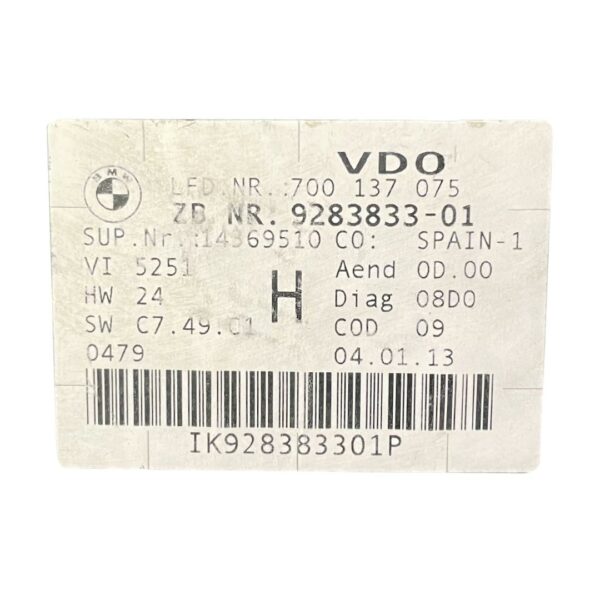 BMW
VDO
LFD NR.:700 137 075
ZB NR. 9283833-01
SUP.Nr.:14369510 CO: SPAIN-1
VI 5251 Aend 0D.00
HW 24 H Diag 08D0
SW C7.49.C1 COD 09
0479 04.01.13
IK928383301P